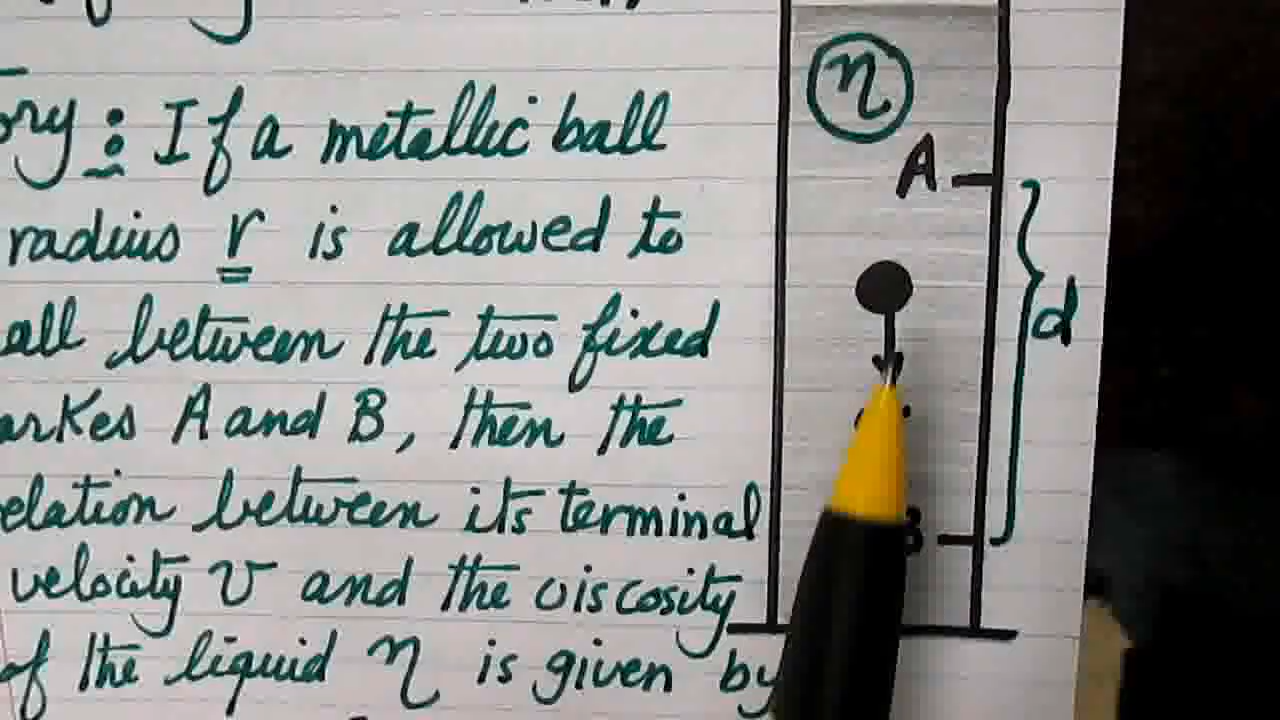 ory : If a metallic ball
radius r is allowed to
all between the two fixed
arkes A and B, then the
elation between its terminal
velocity v and the viscosity
of the liquid η is given by
η
A
d
B